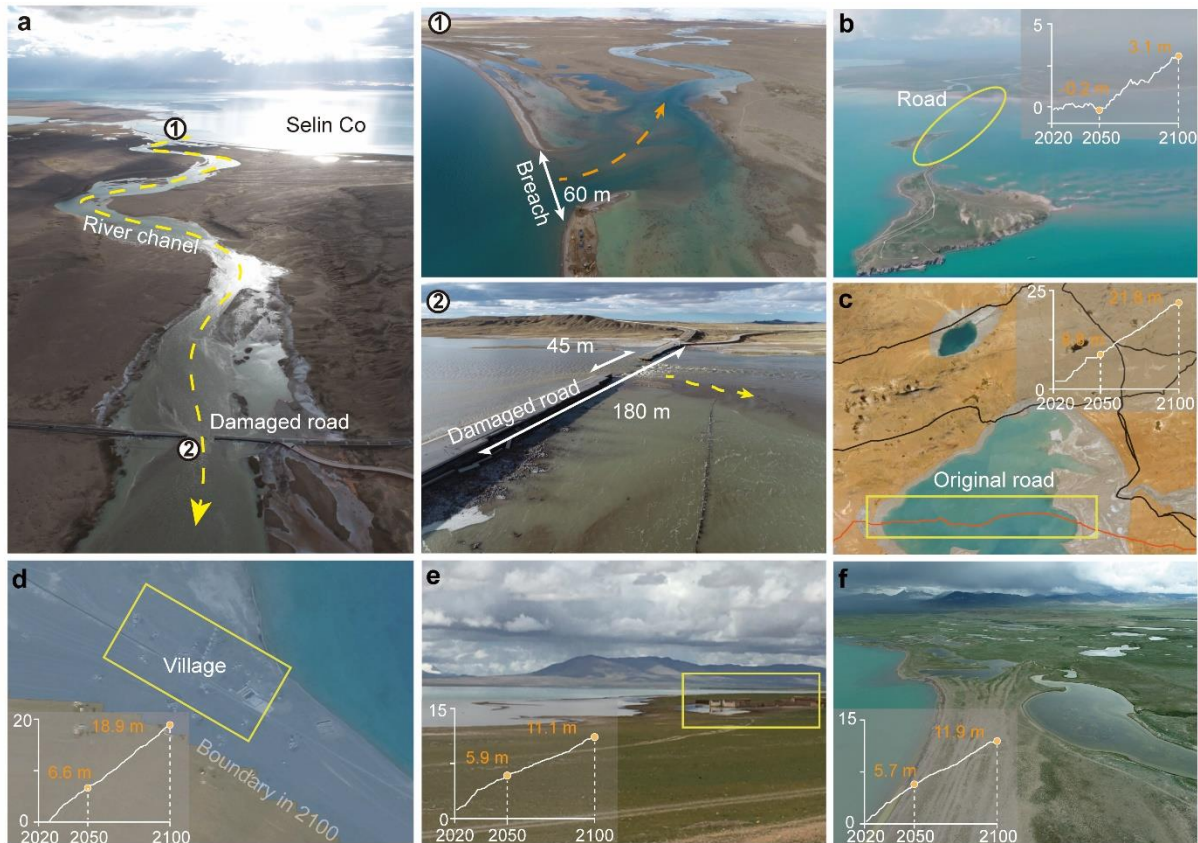 a
①
Selin Co
River chanel
Damaged road
②
①
Breach
60 m
②
45 m
Damaged road
180 m
b
Road
5
3.1 m
-0.2 m
0
2020 2050 2100
c
25
0
2020 2050 2100
Original road
d
Village
20
18.9 m
6.6 m
0
2020 2050 2100
Boundary in 2100
e
15
11.1 m
5.9 m
0
2020 2050 2100
f
15
11.9 m
5.7 m
0
2020 2050 2100